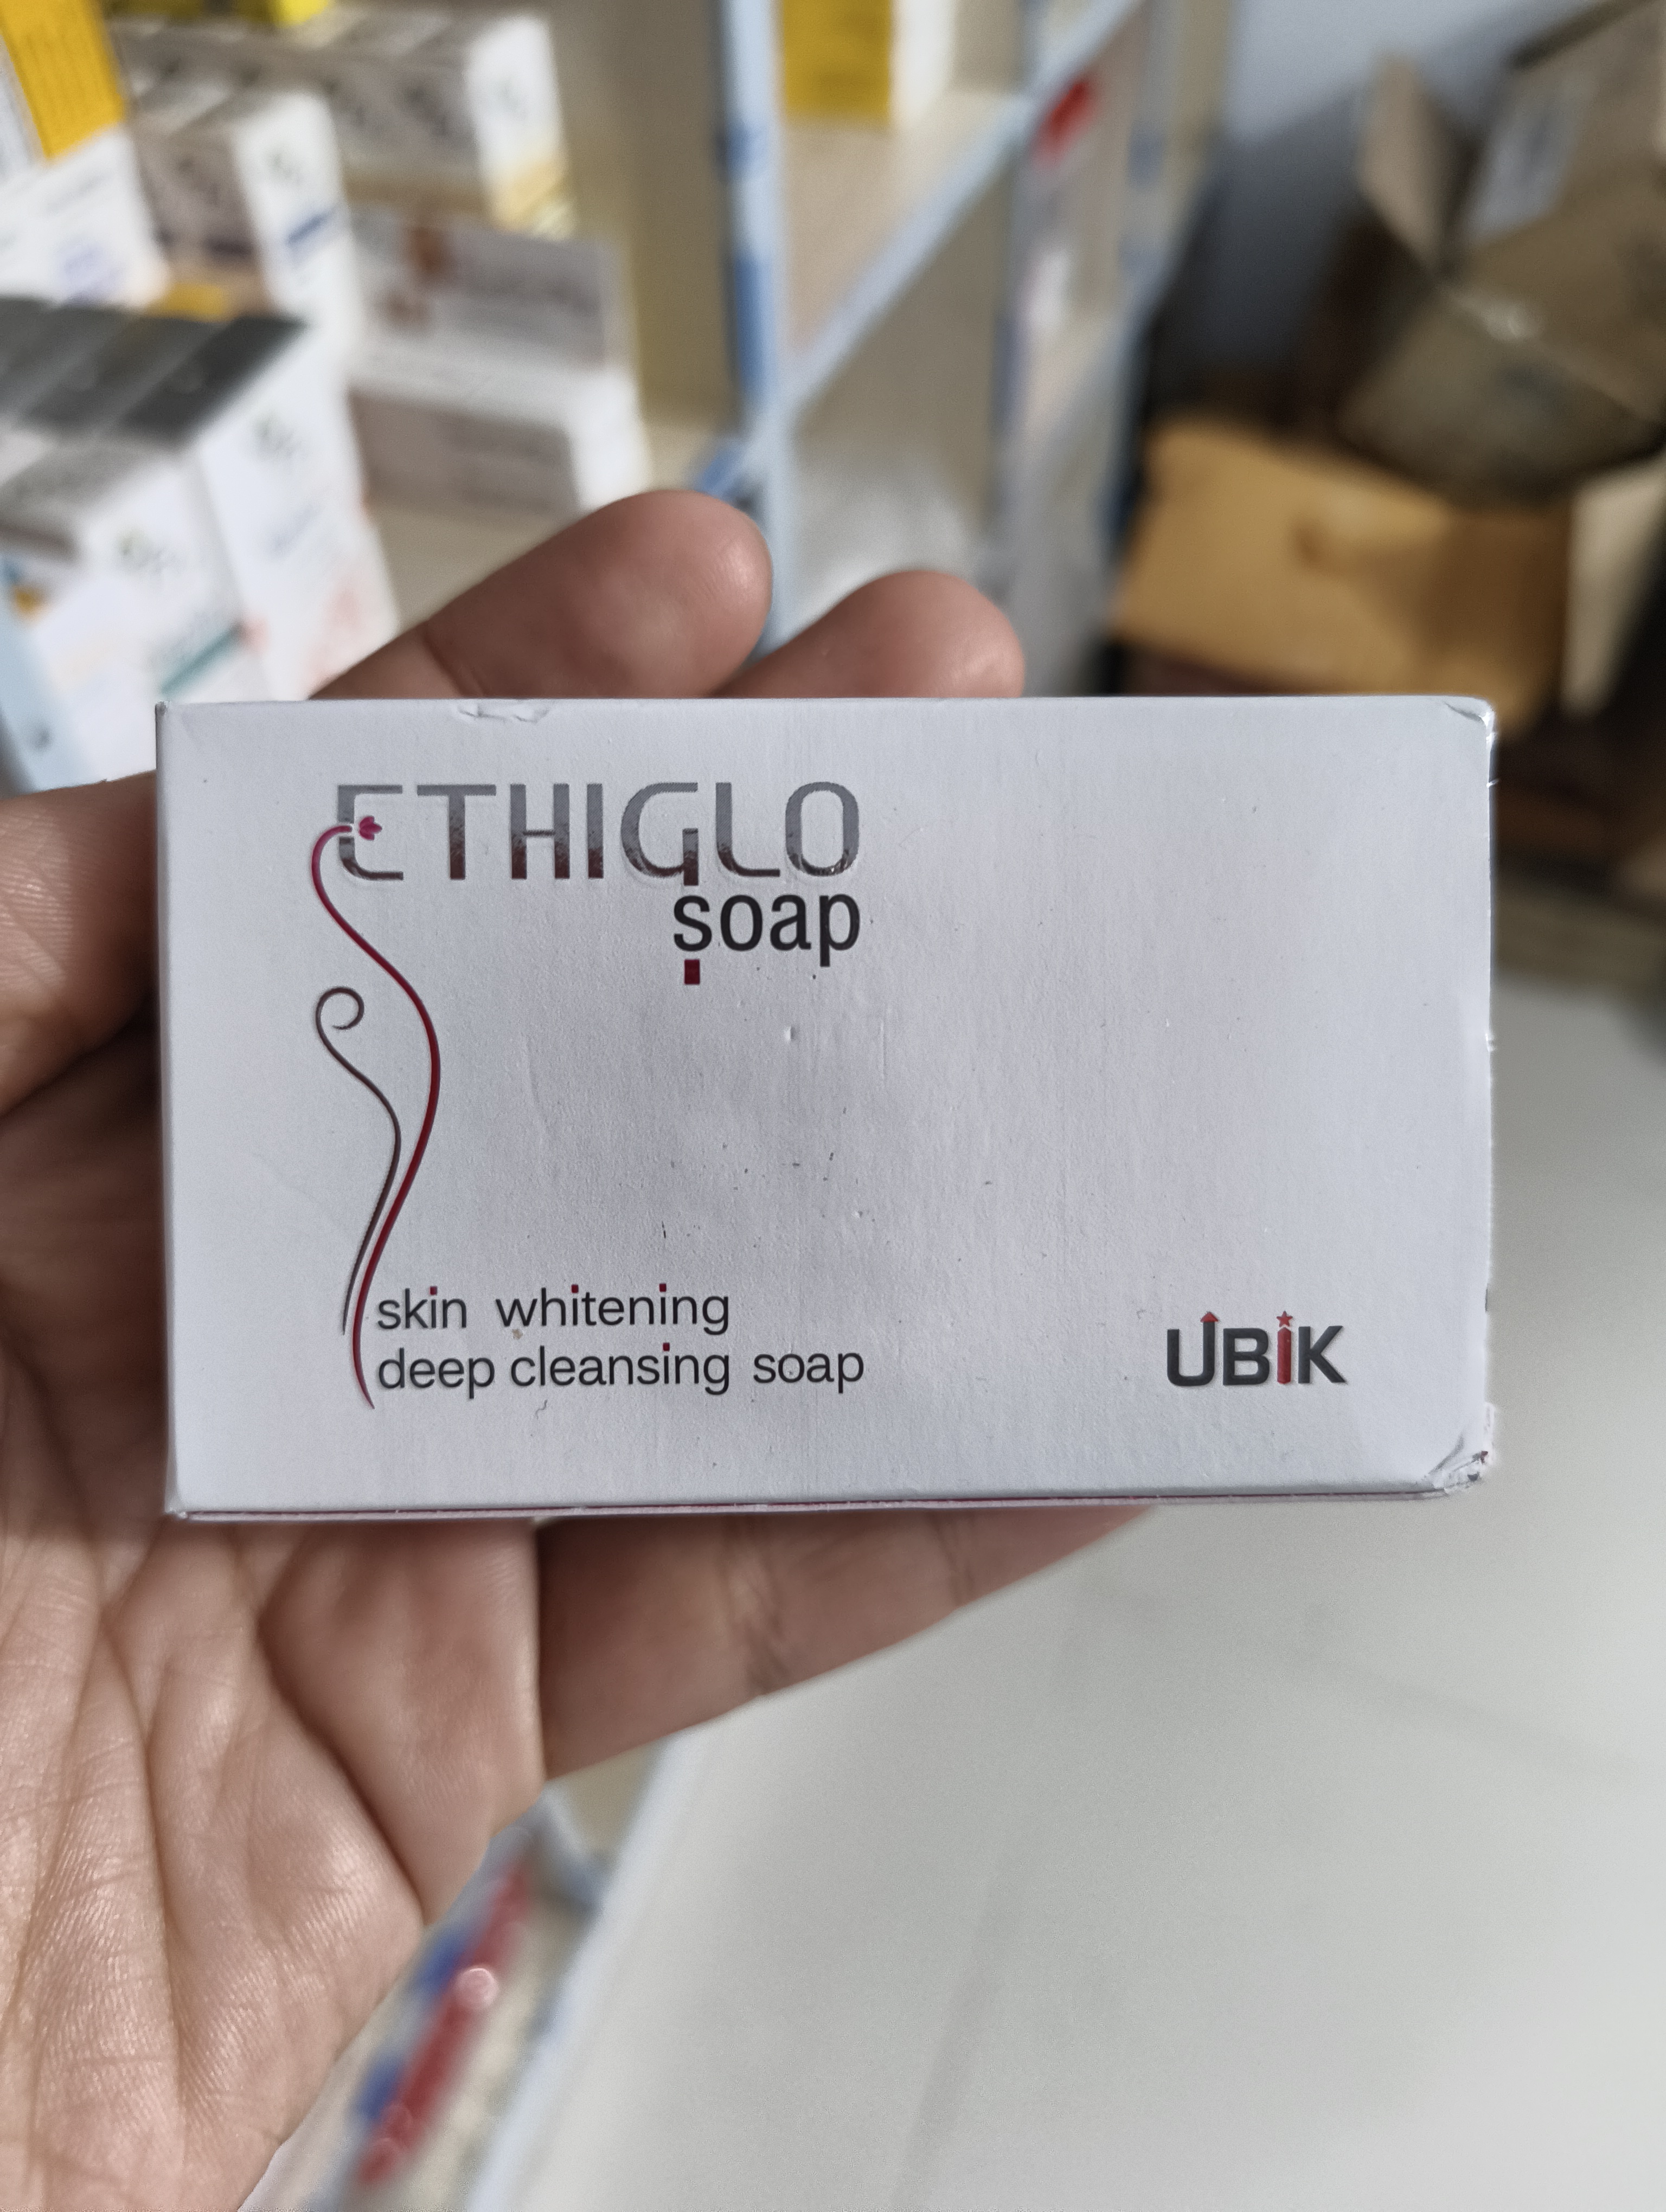 ETHIGLO
soap
skin whitening
deep cleansing soap
UBIK